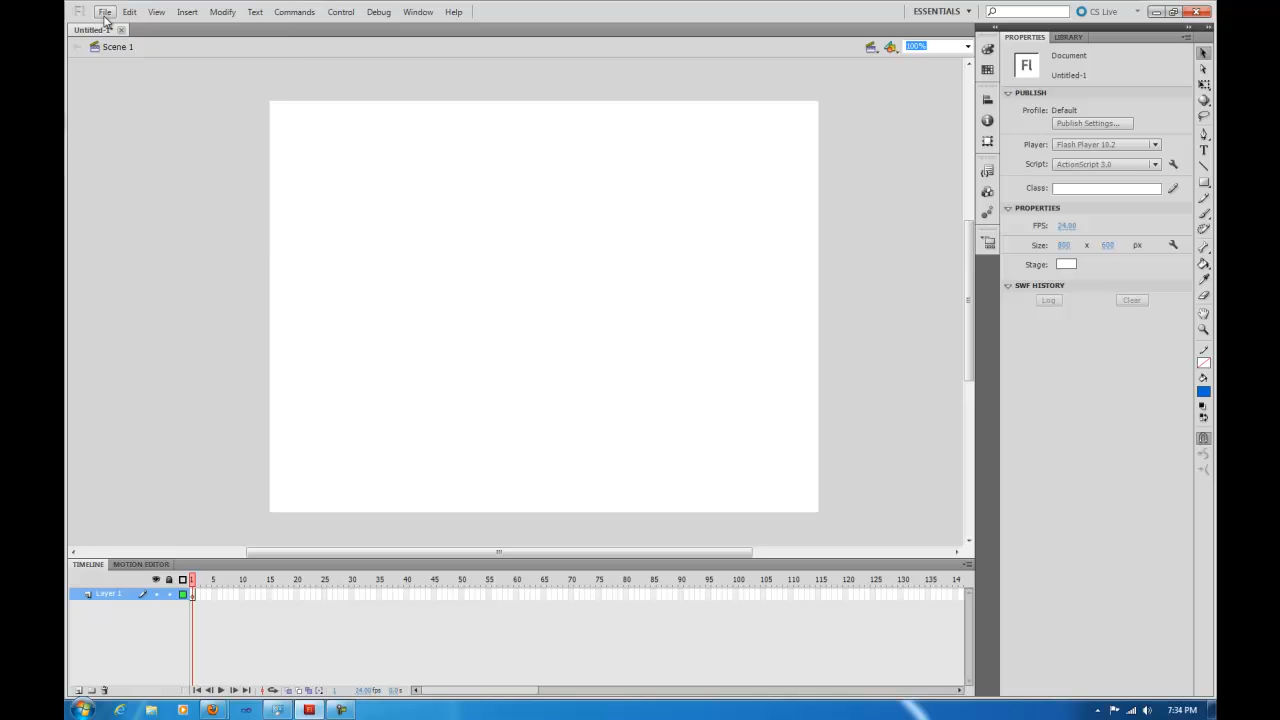 Fl File Edit View Insert Modify Text Commands Control Debug Window Help ESSENTIALS CS Live
Untitled-1*
Scene 1 100%
PROPERTIES LIBRARY
Fl Document
Untitled-1
PUBLISH
Profile: Default
Publish Settings...
Player: Flash Player 10.2
Script: ActionScript 3.0
Class:
PROPERTIES
FPS: 24.00
Size: 800 x 600 px
Stage:
SWF HISTORY
Log Clear
TIMELINE MOTION EDITOR
1 5 10 15 20 25 30 35 40 45 50 55 60 65 70 75 80 85 90 95 100 105 110 115 120 125 130 135 14
Layer 1
1 24.00 fps 0.0 s
Fl 7:34 PM